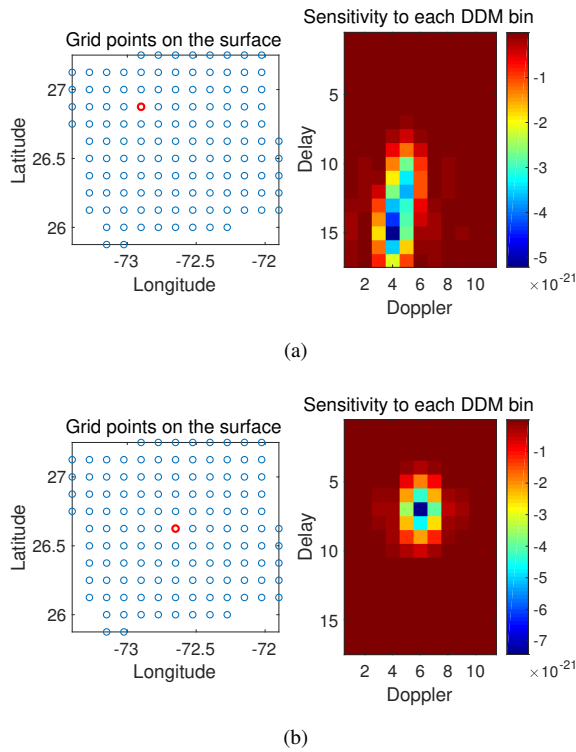 Grid points on the surface
Sensitivity to each DDM bin
Latitude
27
26.5
26
-73
-72.5
-72
Longitude
Delay
5
10
15
2 4 6 8 10
Doppler
-1
-2
-3
-4
-5
×10⁻²¹
(a)
Grid points on the surface
Sensitivity to each DDM bin
Latitude
27
26.5
26
-73
-72.5
-72
Longitude
Delay
5
10
15
2 4 6 8 10
Doppler
-1
-2
-3
-4
-5
-6
-7
×10⁻²¹
(b)